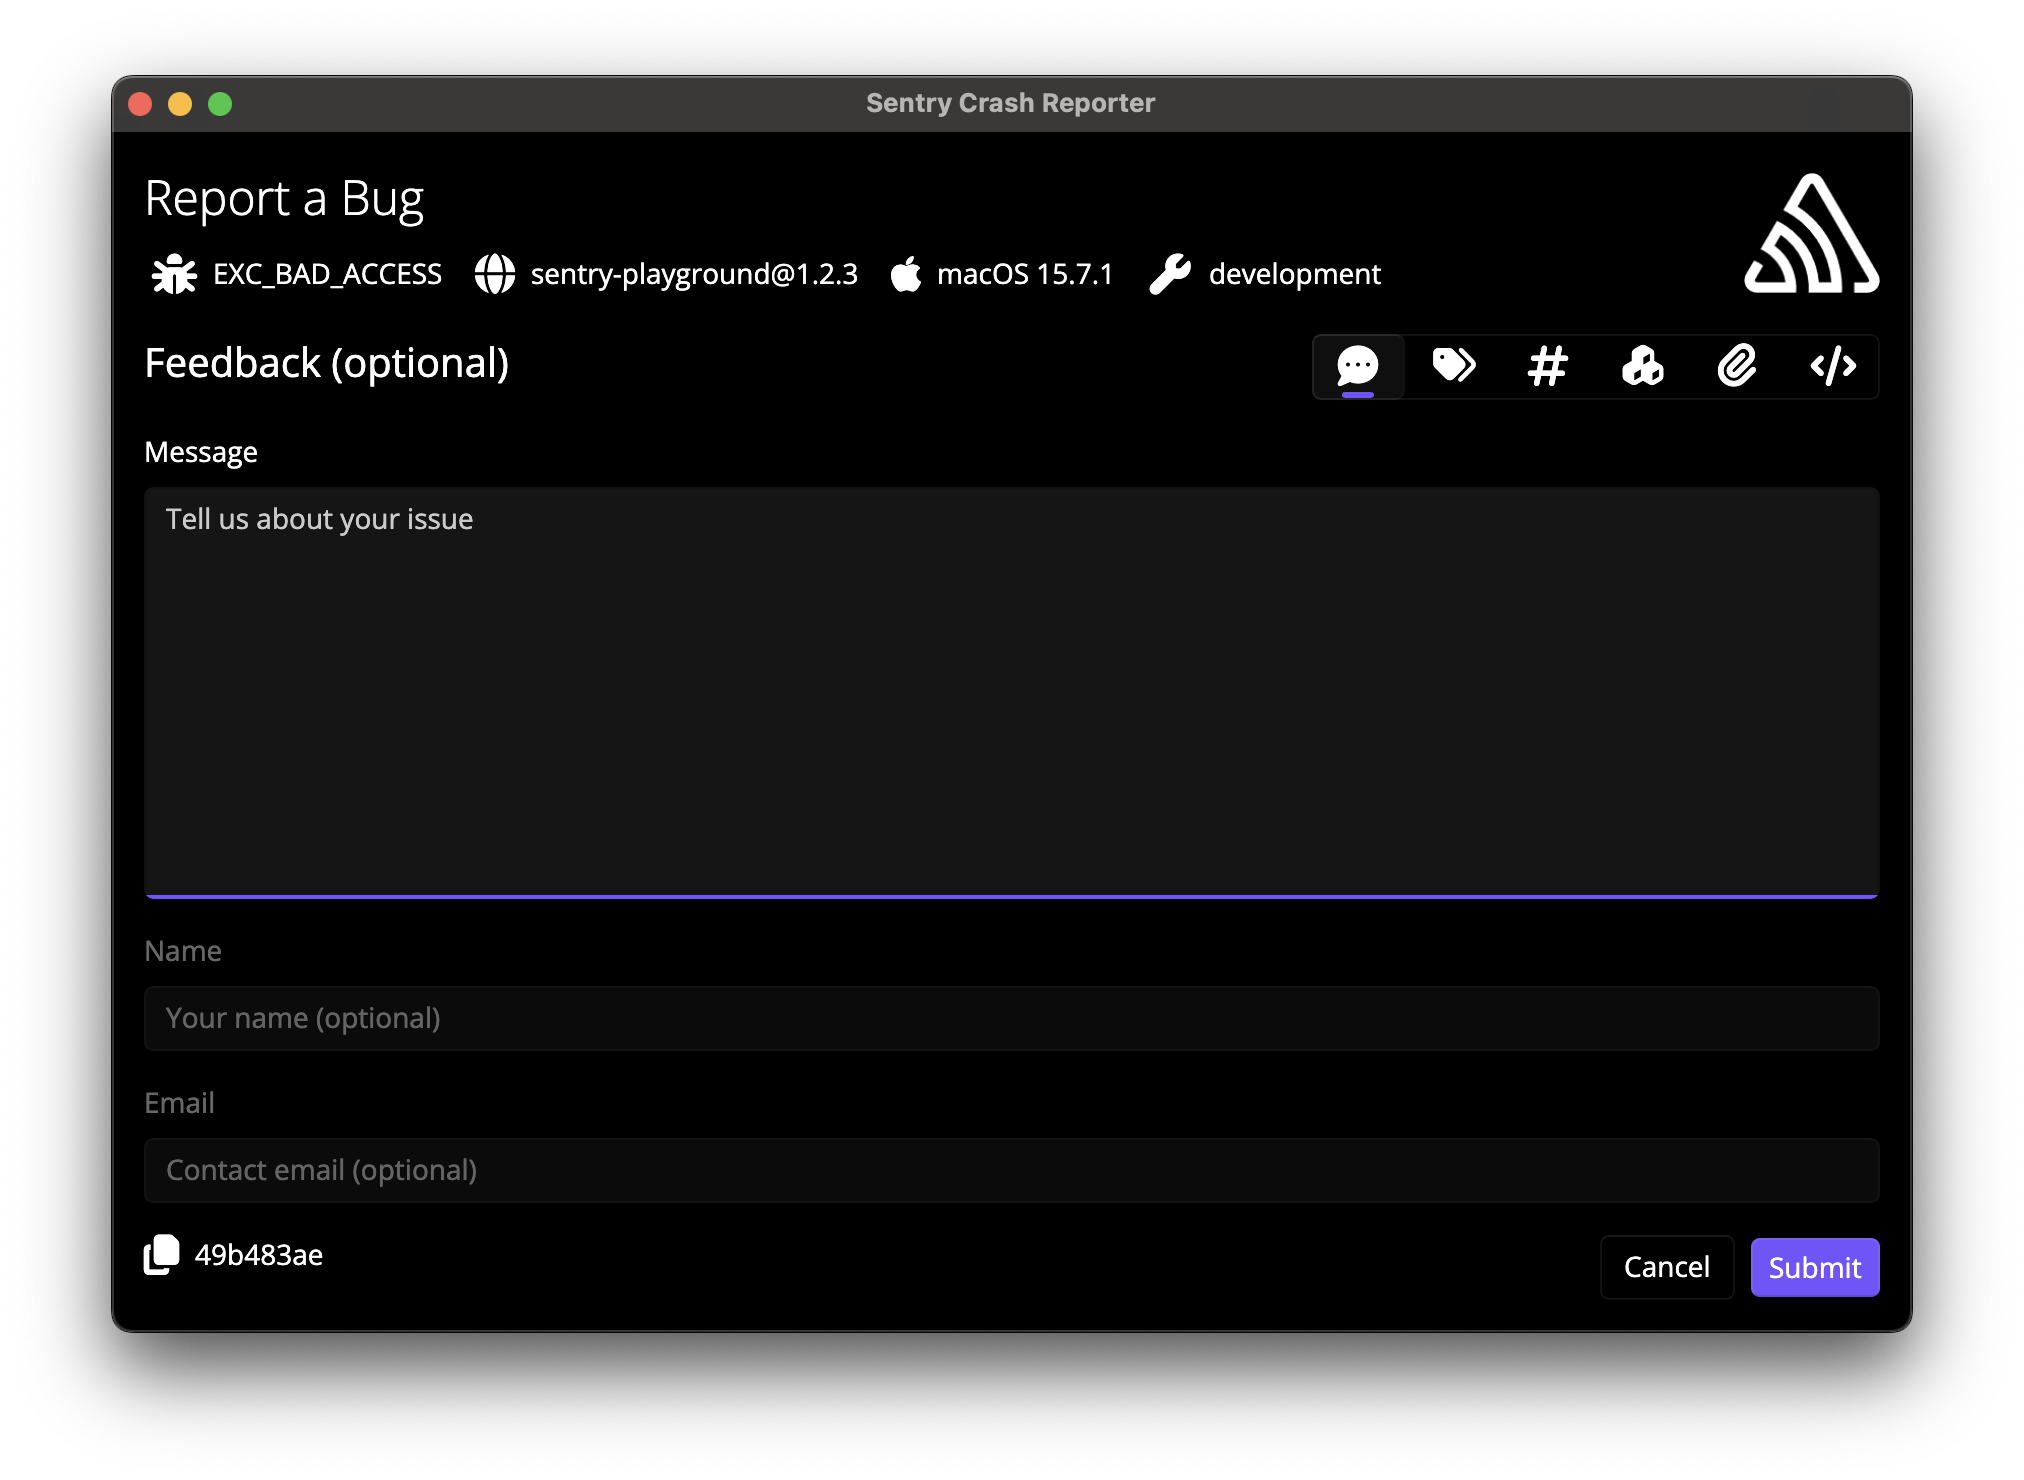 Sentry Crash Reporter
Report a Bug
EXC_BAD_ACCESS sentry-playground@1.2.3 macOS 15.7.1 development
Feedback (optional)
Message
Tell us about your issue
Name
Your name (optional)
Email
Contact email (optional)
49b483ae
Cancel Submit